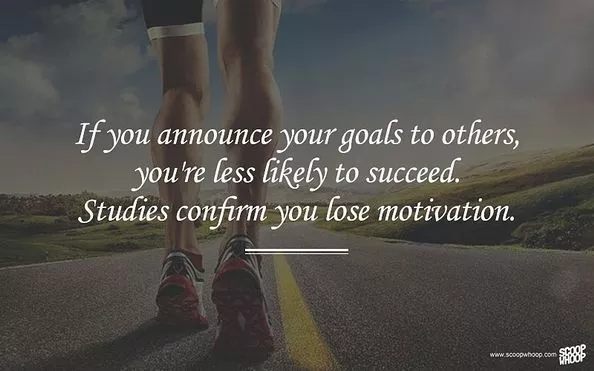 If you announce your goals to others,
you're less likely to succeed.
Studies confirm you lose motivation.
www.scoopwhoop.com
SCOOP
WHOOP